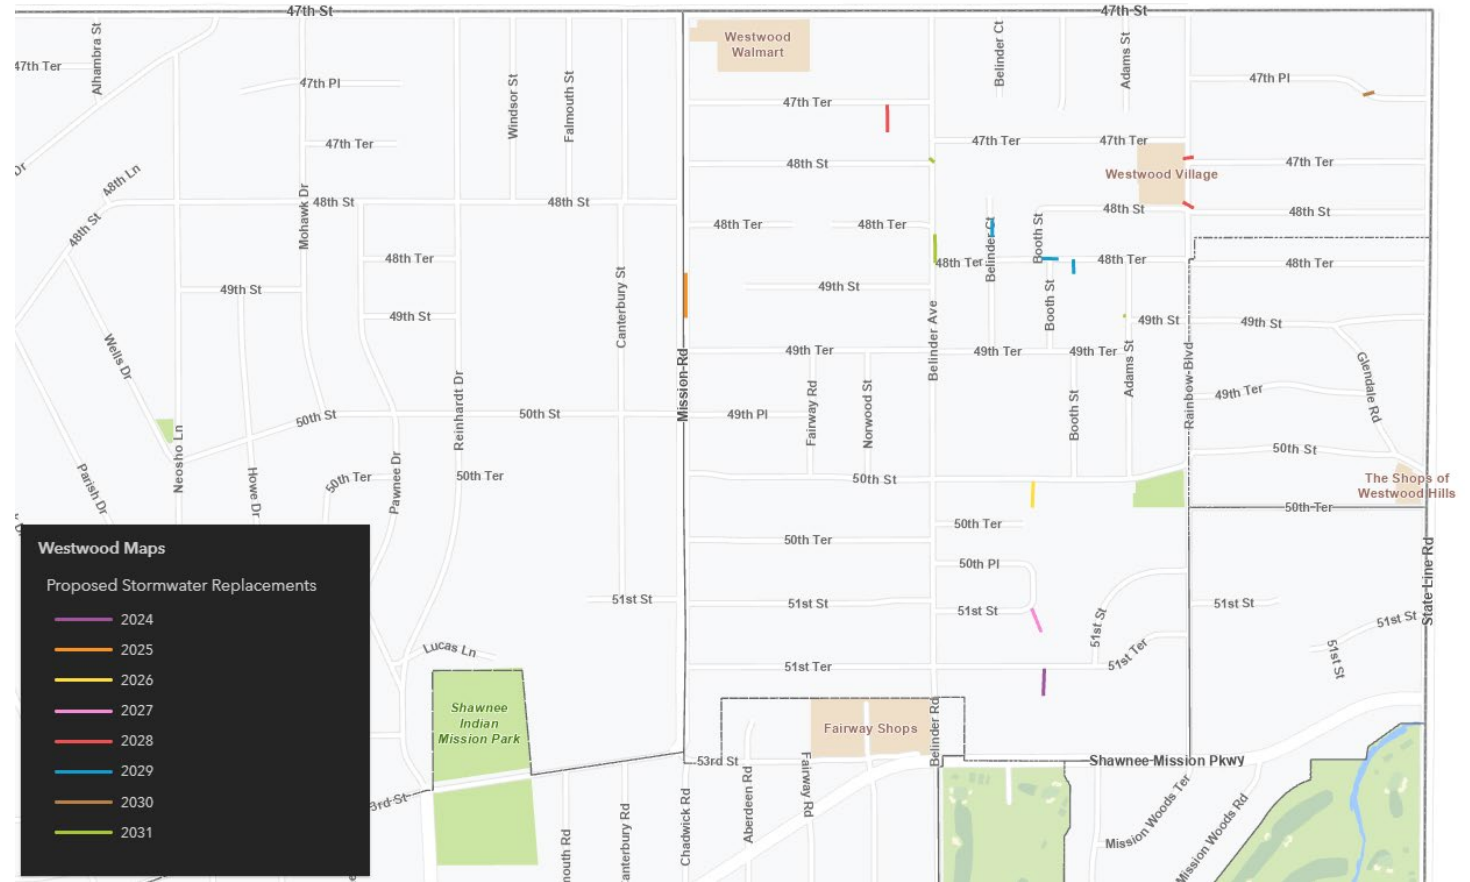 47th St
47th St
Alhambra St
47th Ter
47th Pl
Windsor St
Falmouth St
Westwood
Walmart
Belinder Ct
Adams St
47th Pl
47th Ter
47th Ter
48th St
47th Ter
47th Ter
47th Ter
Westwood Village
Dr
48th Ln
48th St
Mohawk Dr
48th St
48th St
48th Ter
48th Ter
Belinder Ct
Booth St
48th St
48th St
48th Ter
48th Ter
48th Ter
48th Ter
49th St
49th St
Canterbury St
49th St
Booth St
49th St
49th St
Wells Dr
Mission Rd
49th Ter
Belinder Ave
49th Ter
49th Ter
Adams St
Rainbow Blvd
Glendale Rd
49th Ter
50th St
Reinhardt Dr
50th St
49th Pl
Fairway Rd
Norwood St
Booth St
Neosho Ln
Parish Dr
Howe Dr
50th Ter
Pawnee Dr
50th Ter
50th St
50th St
The Shops of
Westwood Hills
50th Ter
50th Ter
50th Ter
50th Pl
51st St
51st St
51st St
51st St
51st Ter
51st St
51st St
51st St
State Line Rd
Lucas Ln
51st Ter
Shawnee
Indian
Mission Park
Fairway Shops
Belinder Rd
53rd St
Shawnee Mission Pkwy
3rd St
mouth Rd
anterbury Rd
Chadwick Rd
Aberdeen Rd
Fairway Rd
Mission Woods Ter
Mission Woods Rd
Westwood Maps
Proposed Stormwater Replacements
2024
2025
2026
2027
2028
2029
2030
2031